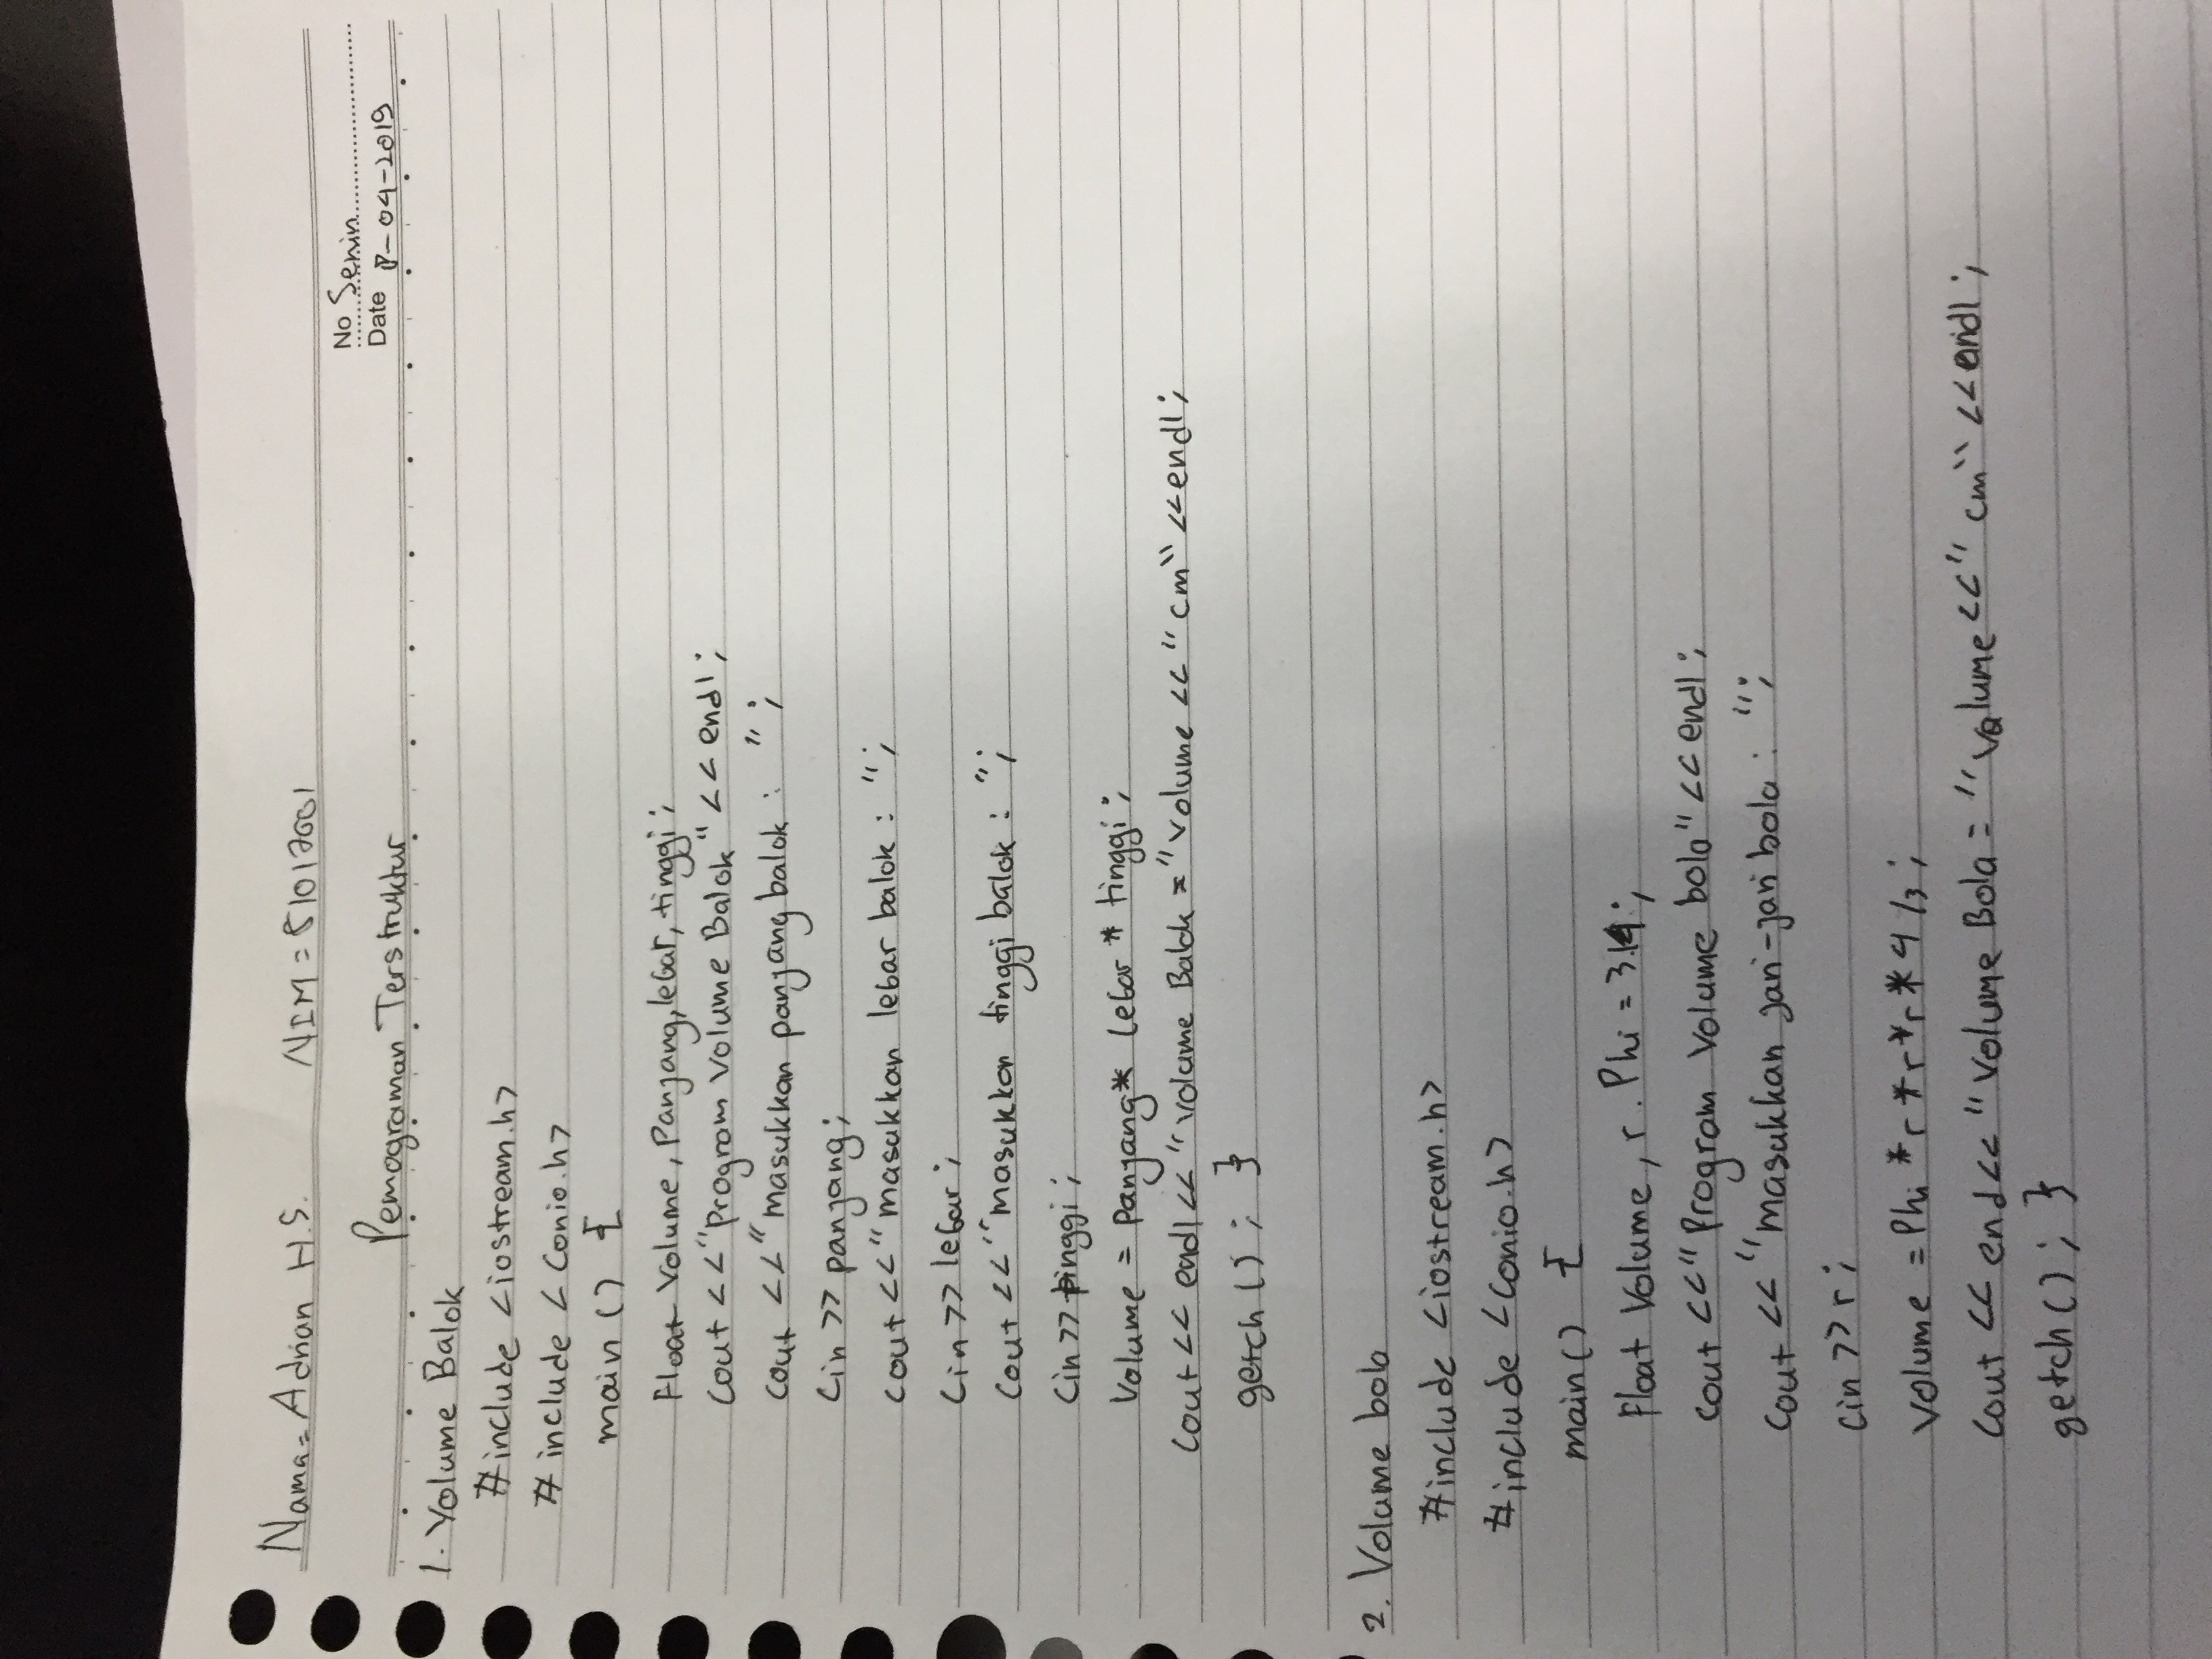 Nama = Adrian H.S. NIM = 51017001
No Senin
Date 8-04-2019
Pemograman Terstruktur
1. Volume Balok
#include <iostream.h>
#include <Conio.h>
main () {
Float Volume, Panjang, lebar, tinggi;
Cout <<"Program Volume Balok" << endl;
Cout <<"masukkan panjang balok : ";
Cin >> panjang;
Cout <<"masukkan lebar balok : ";
Cin >> lebar;
Cout <<"masukkan tinggi balok : ";
Cin >> tinggi;
Volume = Panjang * lebar * tinggi;
Cout << endl << "Volume Balok = "Volume << "cm" << endl;
getch (); }
2. Volume bola
#include <iostream.h>
#include <Conio.h>
main () {
Float Volume, r. Phi = 3.14;
Cout <<"Program Volume bola" << endl;
Cout <<"masukkan jari-jari bola : ";
Cin >> r;
Volume = Phi *r *r *r * 4/3;
Cout << end << "Volume Bola = "Volume <<" cm" << endl;
getch (); }